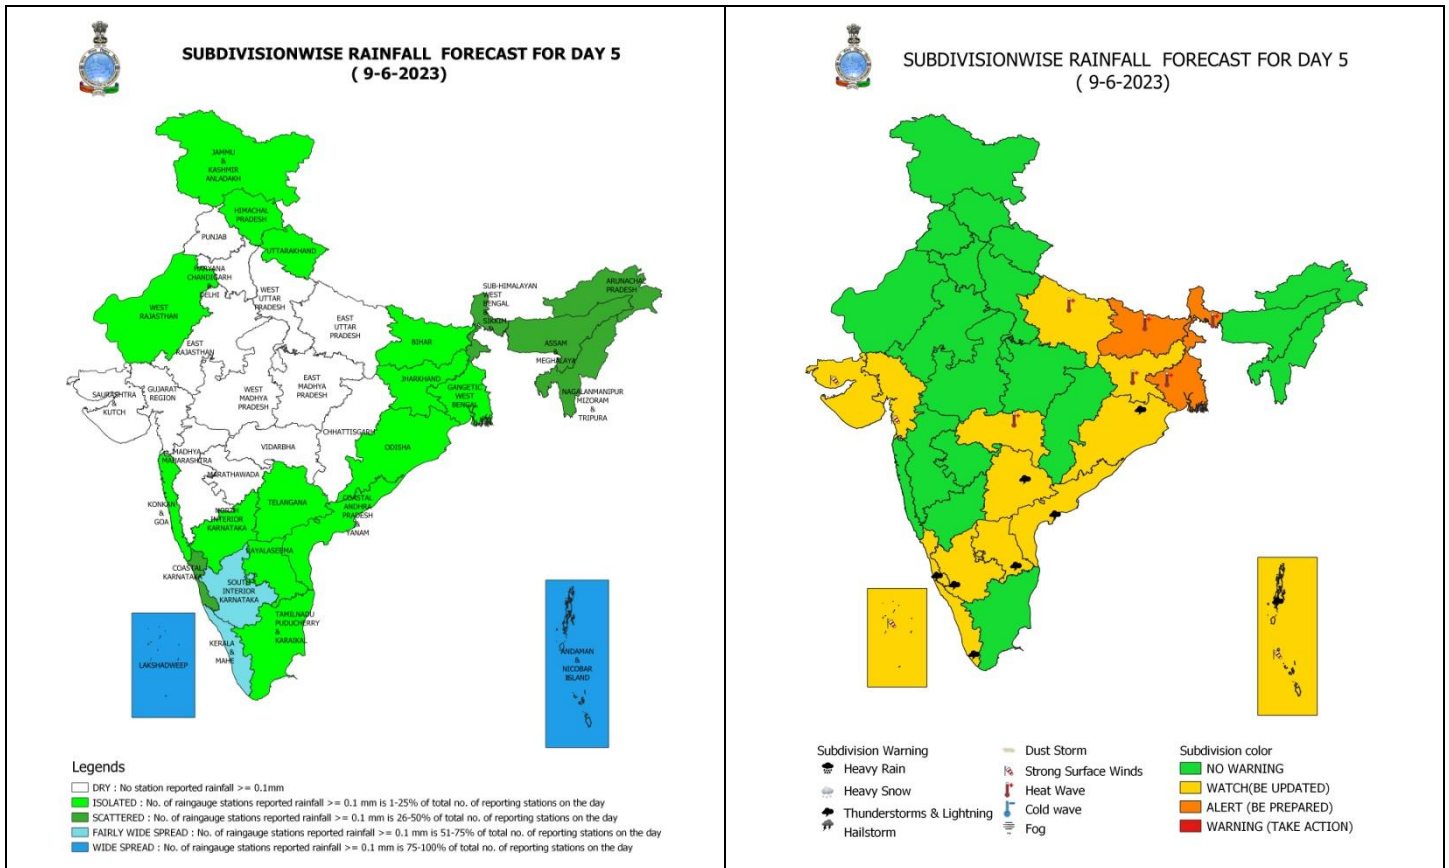 SUBDIVISIONWISE RAINFALL FORECAST FOR DAY 5
( 9-6-2023)
JAMMU
&
KASHMIR
ANLADAKH
HIMACHAL
PRADESH
PUNJAB
UTTARAKHAND
HARYANA
CHANDIGARH
&
DELHI
WEST
UTTAR
PRADESH
WEST
RAJASTHAN
EAST
RAJASTHAN
EAST
UTTAR
PRADESH
SUB-HIMALAYAN
WEST
BENGAL
&
SIKKIM
ARUNACHAL
PRADESH
BIHAR
ASSAM
&
MEGHALAYA
JHARKHAND
GANGETIC
WEST
BENGAL
NAGALANMANIPUR
MIZORAM
&
TRIPURA
SAURASHTRA
&
KUTCH
GUJARAT
REGION
WEST
MADHYA
PRADESH
EAST
MADHYA
PRADESH
CHHATTISGARH
VIDARBHA
ODISHA
MADHYA
MAHARASHTRA
MARATHAWADA
KONKAN
&
GOA
TELANGANA
COASTAL
ANDHRA
PRADESH
&
YANAM
NORTH
INTERIOR
KARNATAKA
RAYALASEEMA
COASTAL
KARNATAKA
SOUTH
INTERIOR
KARNATAKA
TAMILNADU
PUDUCHERRY
&
KARAIKAL
KERALA
&
MAHE
LAKSHADWEEP
ANDAMAN
&
NICOBAR
ISLAND
Legends
DRY : No station reported rainfall >= 0.1mm
ISOLATED : No. of raingauge stations reported rainfall >= 0.1 mm is 1-25% of total no. of reporting stations on the day
SCATTERED : No. of raingauge stations reported rainfall >= 0.1 mm is 26-50% of total no. of reporting stations on the day
FAIRLY WIDE SPREAD : No. of raingauge stations reported rainfall >= 0.1 mm is 51-75% of total no. of reporting stations on the day
WIDE SPREAD : No. of raingauge stations reported rainfall >= 0.1 mm is 75-100% of total no. of reporting stations on the day
SUBDIVISIONWISE RAINFALL FORECAST FOR DAY 5
( 9-6-2023)
Subdivision Warning
Heavy Rain
Heavy Snow
Thunderstorms & Lightning
Hailstorm
Dust Storm
Strong Surface Winds
Heat Wave
Cold wave
Fog
Subdivision color
NO WARNING
WATCH(BE UPDATED)
ALERT (BE PREPARED)
WARNING (TAKE ACTION)